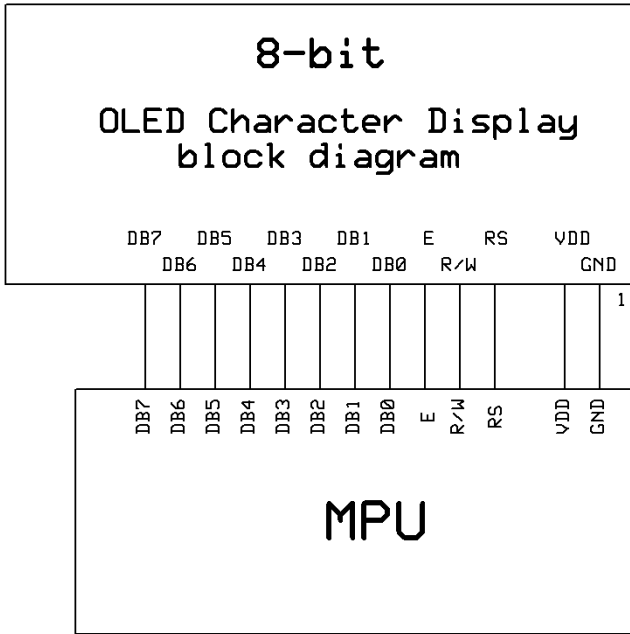 8-bit
OLED Character Display
block diagram
DB7 DB5 DB3 DB1 E RS VDD
DB6 DB4 DB2 DB0 R/W GND
1
DB7 DB6 DB5 DB4 DB3 DB2 DB1 DB0 E R/W RS VDD GND
MPU